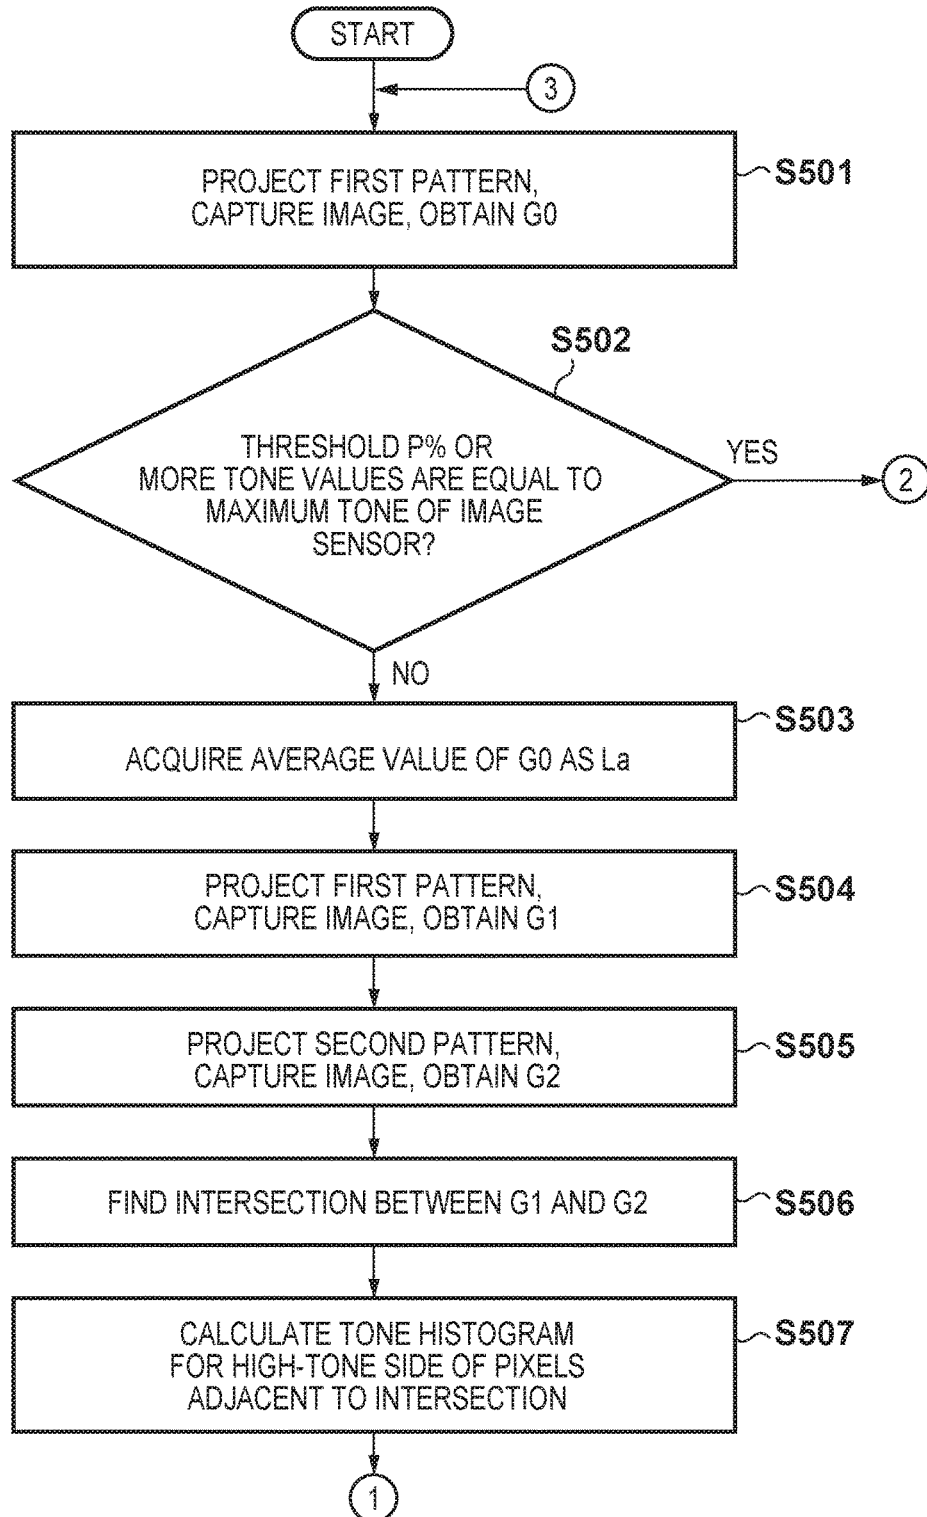 START
3
PROJECT FIRST PATTERN,
CAPTURE IMAGE, OBTAIN G0
S501
S502
THRESHOLD P% OR
MORE TONE VALUES ARE EQUAL TO
MAXIMUM TONE OF IMAGE
SENSOR?
YES
2
NO
S503
ACQUIRE AVERAGE VALUE OF G0 AS La
PROJECT FIRST PATTERN,
CAPTURE IMAGE, OBTAIN G1
S504
PROJECT SECOND PATTERN,
CAPTURE IMAGE, OBTAIN G2
S505
FIND INTERSECTION BETWEEN G1 AND G2
S506
CALCULATE TONE HISTOGRAM
FOR HIGH-TONE SIDE OF PIXELS
ADJACENT TO INTERSECTION
S507
1